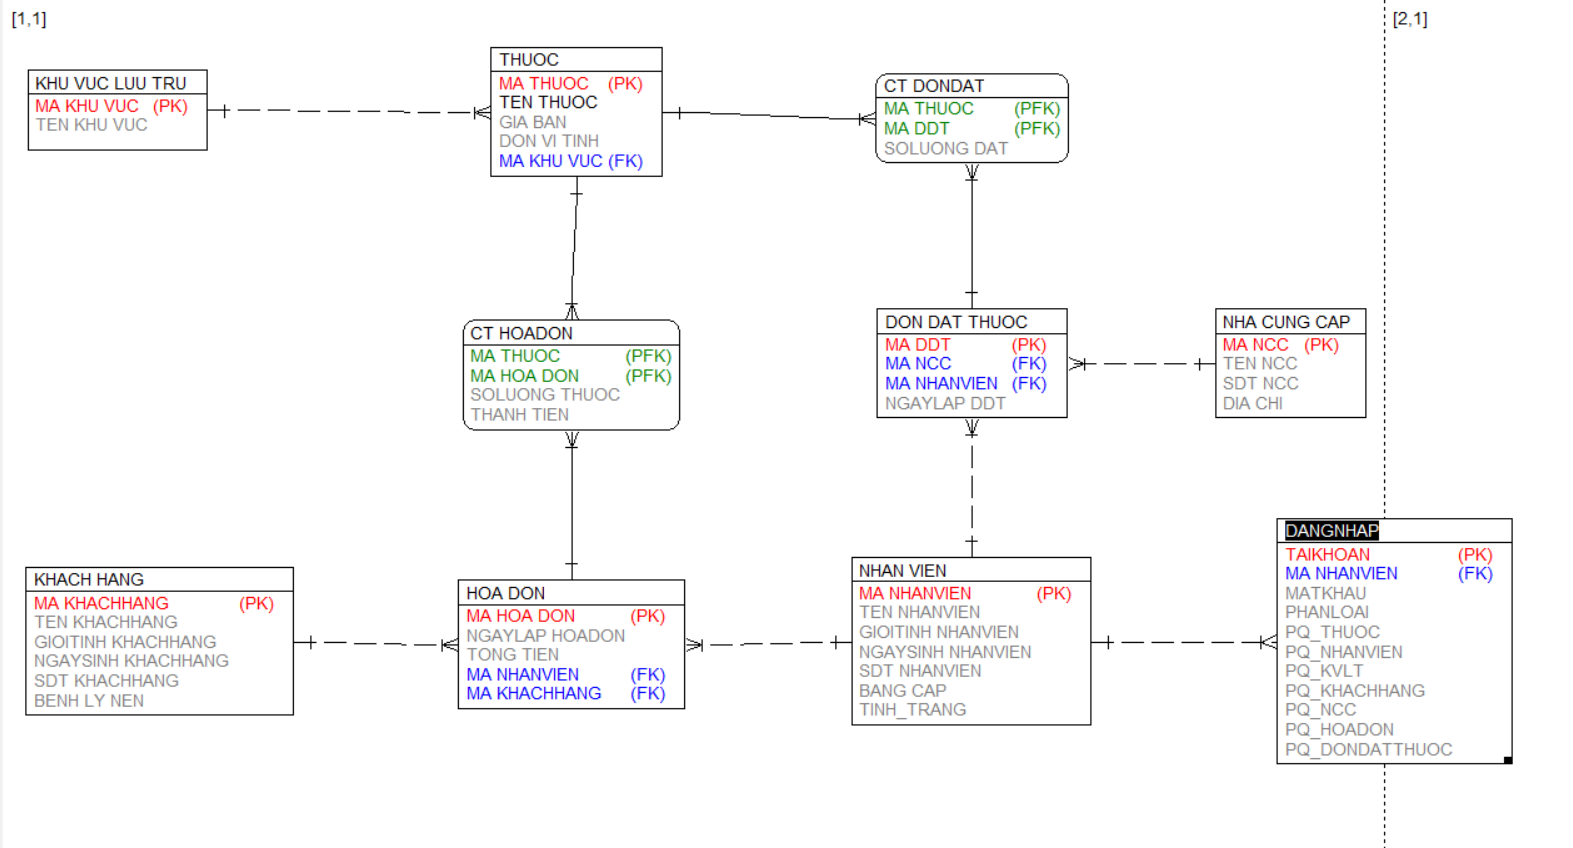 [1,1]
[2,1]
KHU VUC LUU TRU
MA KHU VUC (PK)
TEN KHU VUC
THUOC
MA THUOC (PK)
TEN THUOC
GIA BAN
DON VI TINH
MA KHU VUC (FK)
CT DONDAT
MA THUOC (PFK)
MA DDT (PFK)
SOLUONG DAT
CT HOADON
MA THUOC (PFK)
MA HOA DON (PFK)
SOLUONG THUOC
THANH TIEN
DON DAT THUOC
MA DDT (PK)
MA NCC (FK)
MA NHANVIEN (FK)
NGAYLAP DDT
NHA CUNG CAP
MA NCC (PK)
TEN NCC
SDT NCC
DIA CHI
KHACH HANG
MA KHACHHANG (PK)
TEN KHACHHANG
GIOITINH KHACHHANG
NGAYSINH KHACHHANG
SDT KHACHHANG
BENH LY NEN
HOA DON
MA HOA DON (PK)
NGAYLAP HOADON
TONG TIEN
MA NHANVIEN (FK)
MA KHACHHANG (FK)
NHAN VIEN
MA NHANVIEN (PK)
TEN NHANVIEN
GIOITINH NHANVIEN
NGAYSINH NHANVIEN
SDT NHANVIEN
BANG CAP
TINH_TRANG
DANGNHAP
TAIKHOAN (PK)
MA NHANVIEN (FK)
MATKHAU
PHANLOAI
PQ_THUOC
PQ_NHANVIEN
PQ_KVLT
PQ_KHACHHANG
PQ_NCC
PQ_HOADON
PQ_DONDATTHUOC